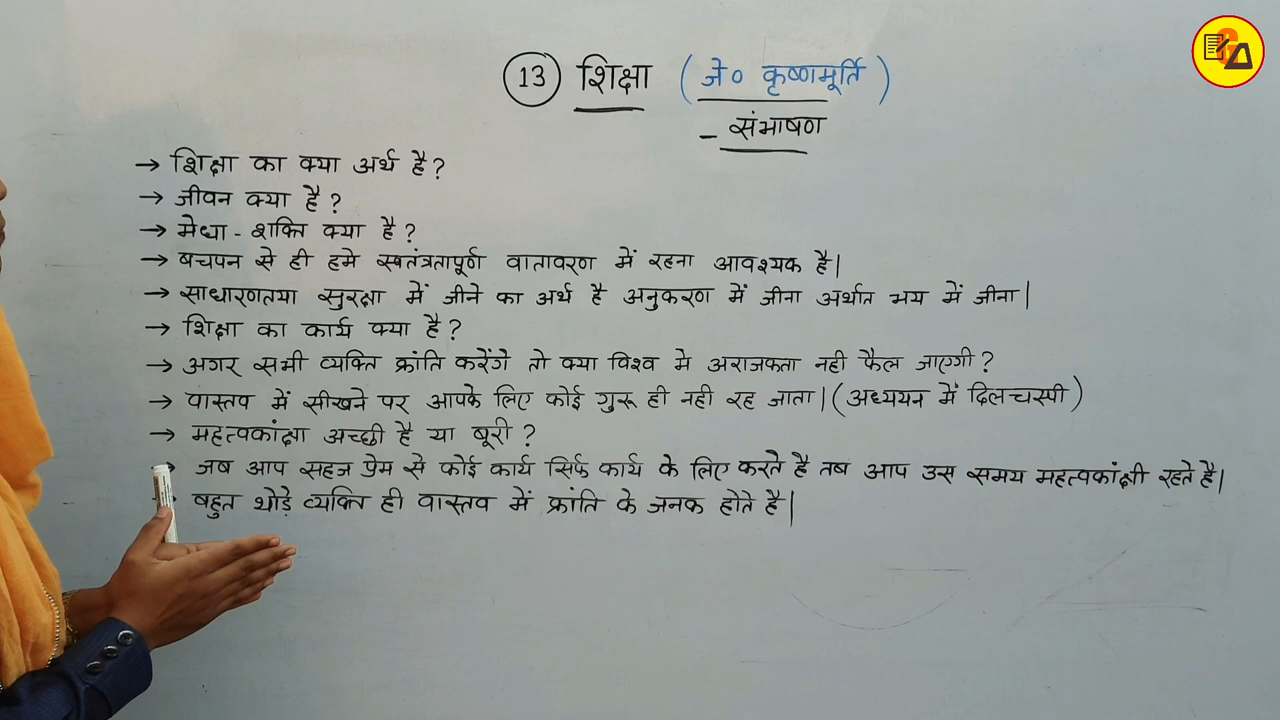 13 शिक्षा (जे० कृष्णमूर्ति)
- संभाषण
→ शिक्षा का क्या अर्थ है?
→ जीवन क्या है?
→ मेधा - शक्ति क्या है?
→ बचपन से ही हमे स्वतंत्रतापूर्ण वातावरण में रहना आवश्यक है|
→ साधारणतया सुरक्षा में जीने का अर्थ है अनुकरण में जीना अर्थात भय में जीना|
→ शिक्षा का कार्य क्या है?
→ अगर सभी व्यक्ति क्रांति करेंगे तो क्या विश्व मे अराजकता नही फैल जाएगी?
→ वास्तव में सीखने पर आपके लिए कोई गुरू ही नही रह जाता| (अध्ययन में दिलचस्पी)
→ महत्वकांक्षा अच्छी है या बूरी?
→ जब आप सहज प्रेम से कोई कार्य सिर्फ कार्य के लिए करते है तब आप उस समय महत्वकांक्षी रहते है|
→ बहुत थोड़े व्यक्ति ही वास्तव में क्रांति के जनक होते है|